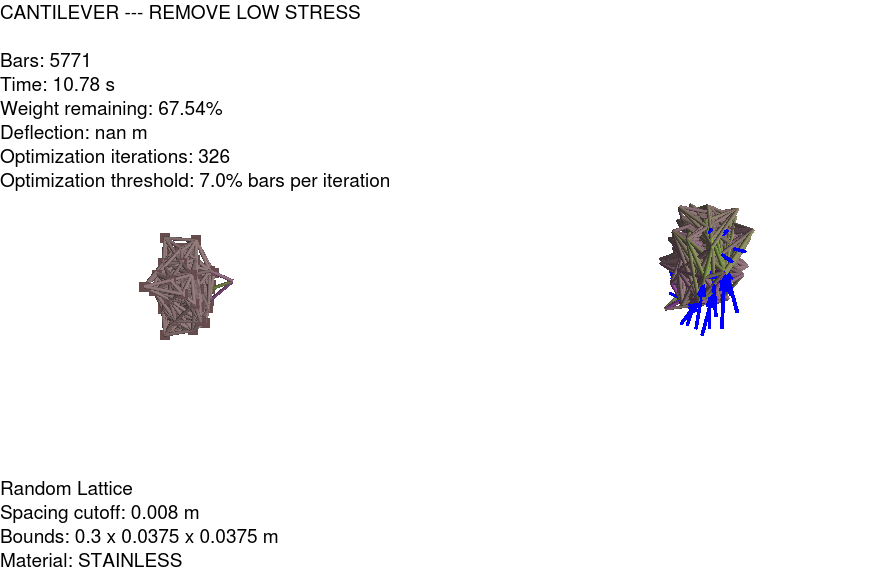 CANTILEVER --- REMOVE LOW STRESS
Bars: 5771
Time: 10.78 s
Weight remaining: 67.54%
Deflection: nan m
Optimization iterations: 326
Optimization threshold: 7.0% bars per iteration
Random Lattice
Spacing cutoff: 0.008 m
Bounds: 0.3 x 0.0375 x 0.0375 m
Material: STAINLESS